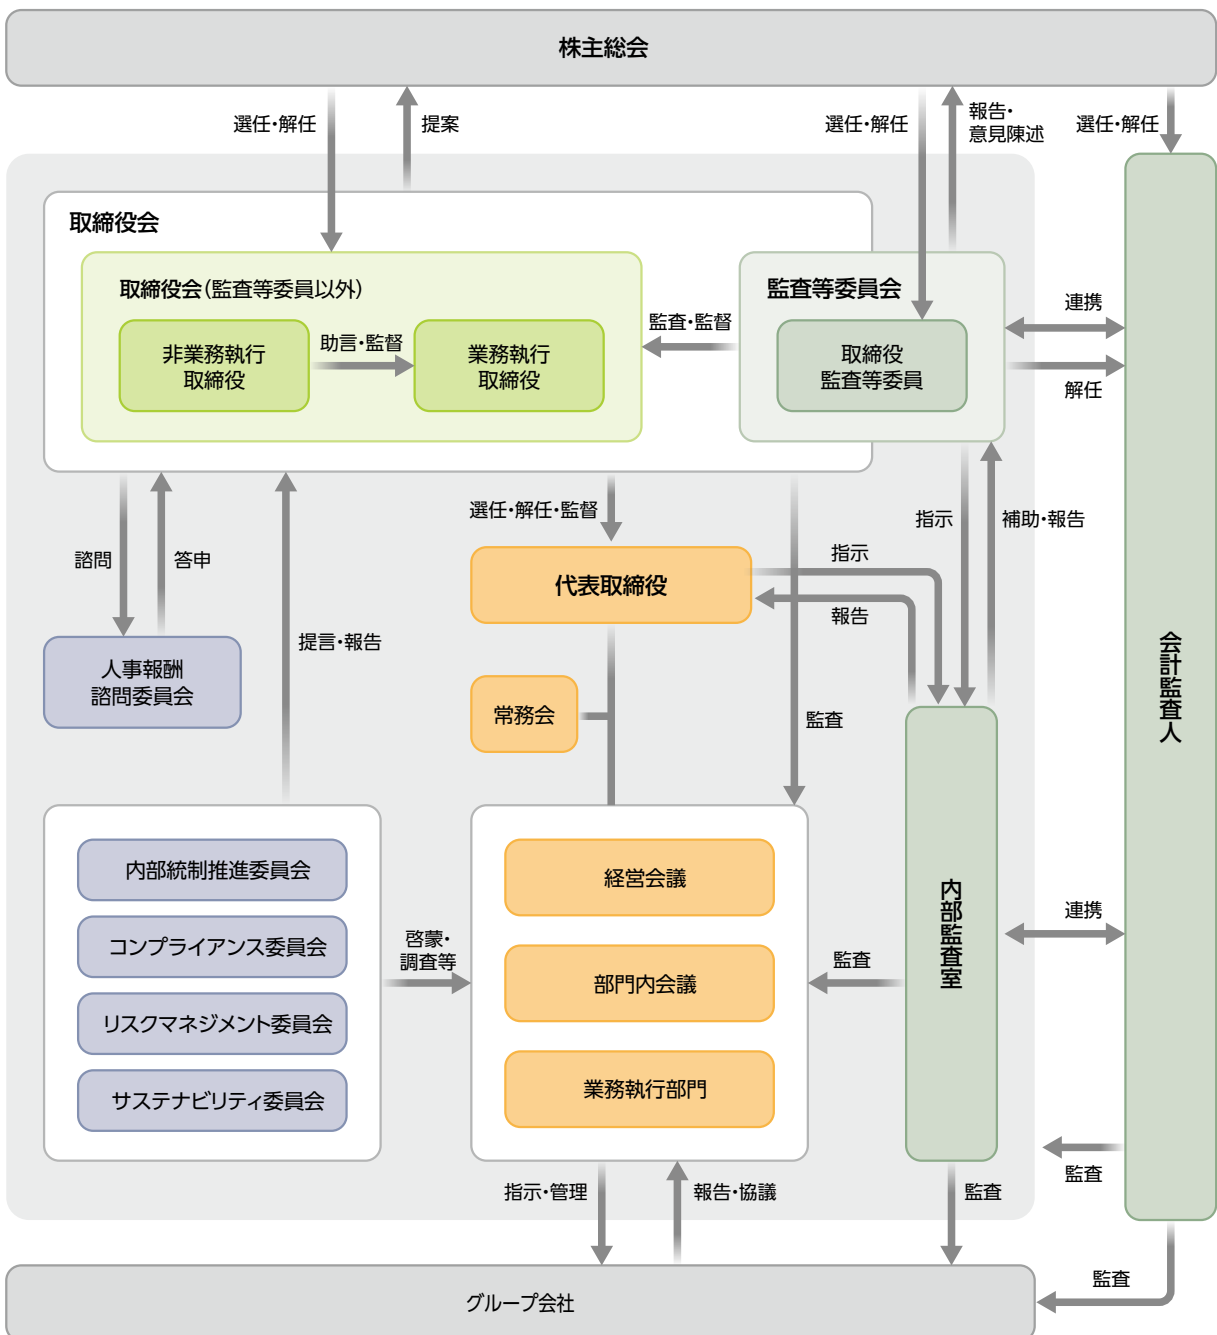 株主総会
選任・解任
提案
選任・解任
報告・
意見陳述
選任・解任
取締役会
取締役会(監査等委員以外)
非業務執行
取締役
助言・監督
業務執行
取締役
監査・監督
監査等委員会
取締役
監査等委員
連携
解任
諮問
答申
提言・報告
選任・解任・監督
指示
報告
監査
指示
補助・報告
人事報酬
諮問委員会
代表取締役
常務会
会計監査人
内部統制推進委員会
コンプライアンス委員会
リスクマネジメント委員会
サステナビリティ委員会
啓蒙・
調査等
経営会議
部門内会議
業務執行部門
監査
内部監査室
連携
監査
指示・管理
報告・協議
監査
監査
グループ会社